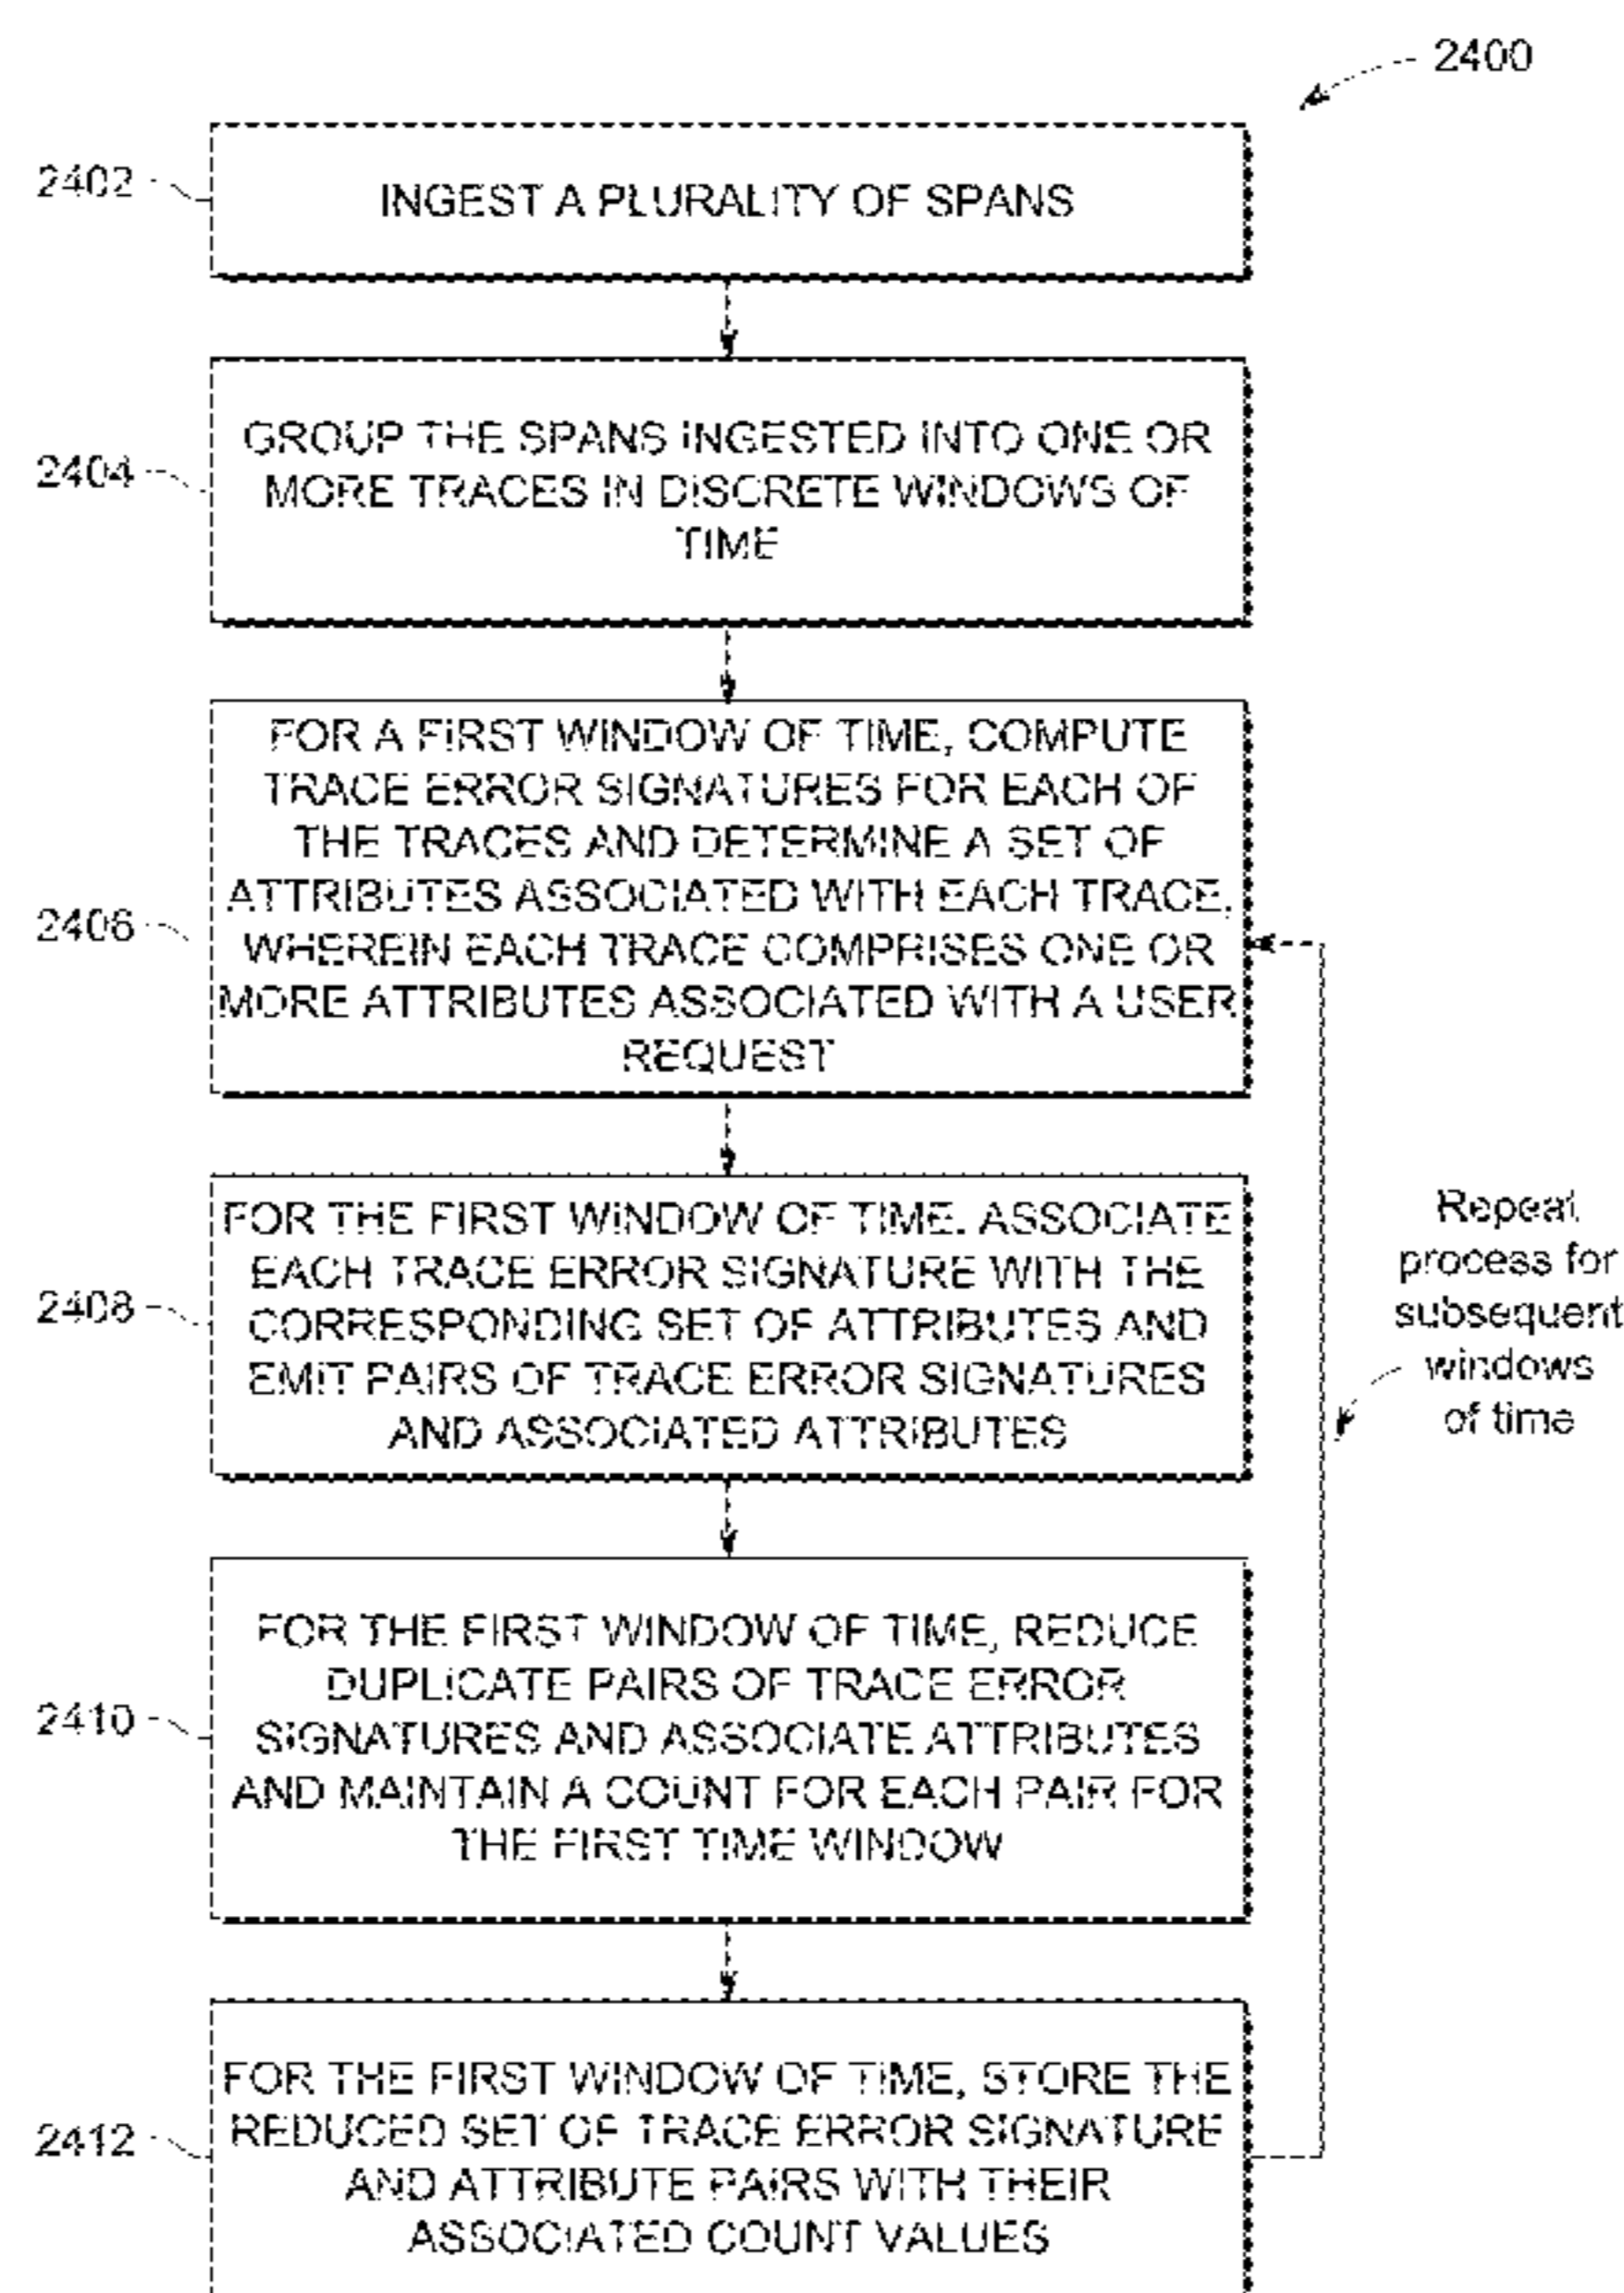 2400
2402
INGEST A PLURALITY OF SPANS
2404
GROUP THE SPANS INGESTED INTO ONE OR
MORE TRACES IN DISCRETE WINDOWS OF
TIME
2406
FOR A FIRST WINDOW OF TIME, COMPUTE
TRACE ERROR SIGNATURES FOR EACH OF
THE TRACES AND DETERMINE A SET OF
ATTRIBUTES ASSOCIATED WITH EACH TRACE,
WHEREIN EACH TRACE COMPRISES ONE OR
MORE ATTRIBUTES ASSOCIATED WITH A USER
REQUEST
2408
FOR THE FIRST WINDOW OF TIME, ASSOCIATE
EACH TRACE ERROR SIGNATURE WITH THE
CORRESPONDING SET OF ATTRIBUTES AND
EMIT PAIRS OF TRACE ERROR SIGNATURES
AND ASSOCIATED ATTRIBUTES
Repeat
process for
subsequent
windows
of time
2410
FOR THE FIRST WINDOW OF TIME, REDUCE
DUPLICATE PAIRS OF TRACE ERROR
SIGNATURES AND ASSOCIATE ATTRIBUTES
AND MAINTAIN A COUNT FOR EACH PAIR FOR
THE FIRST TIME WINDOW
2412
FOR THE FIRST WINDOW OF TIME, STORE THE
REDUCED SET OF TRACE ERROR SIGNATURE
AND ATTRIBUTE PAIRS WITH THEIR
ASSOCIATED COUNT VALUES